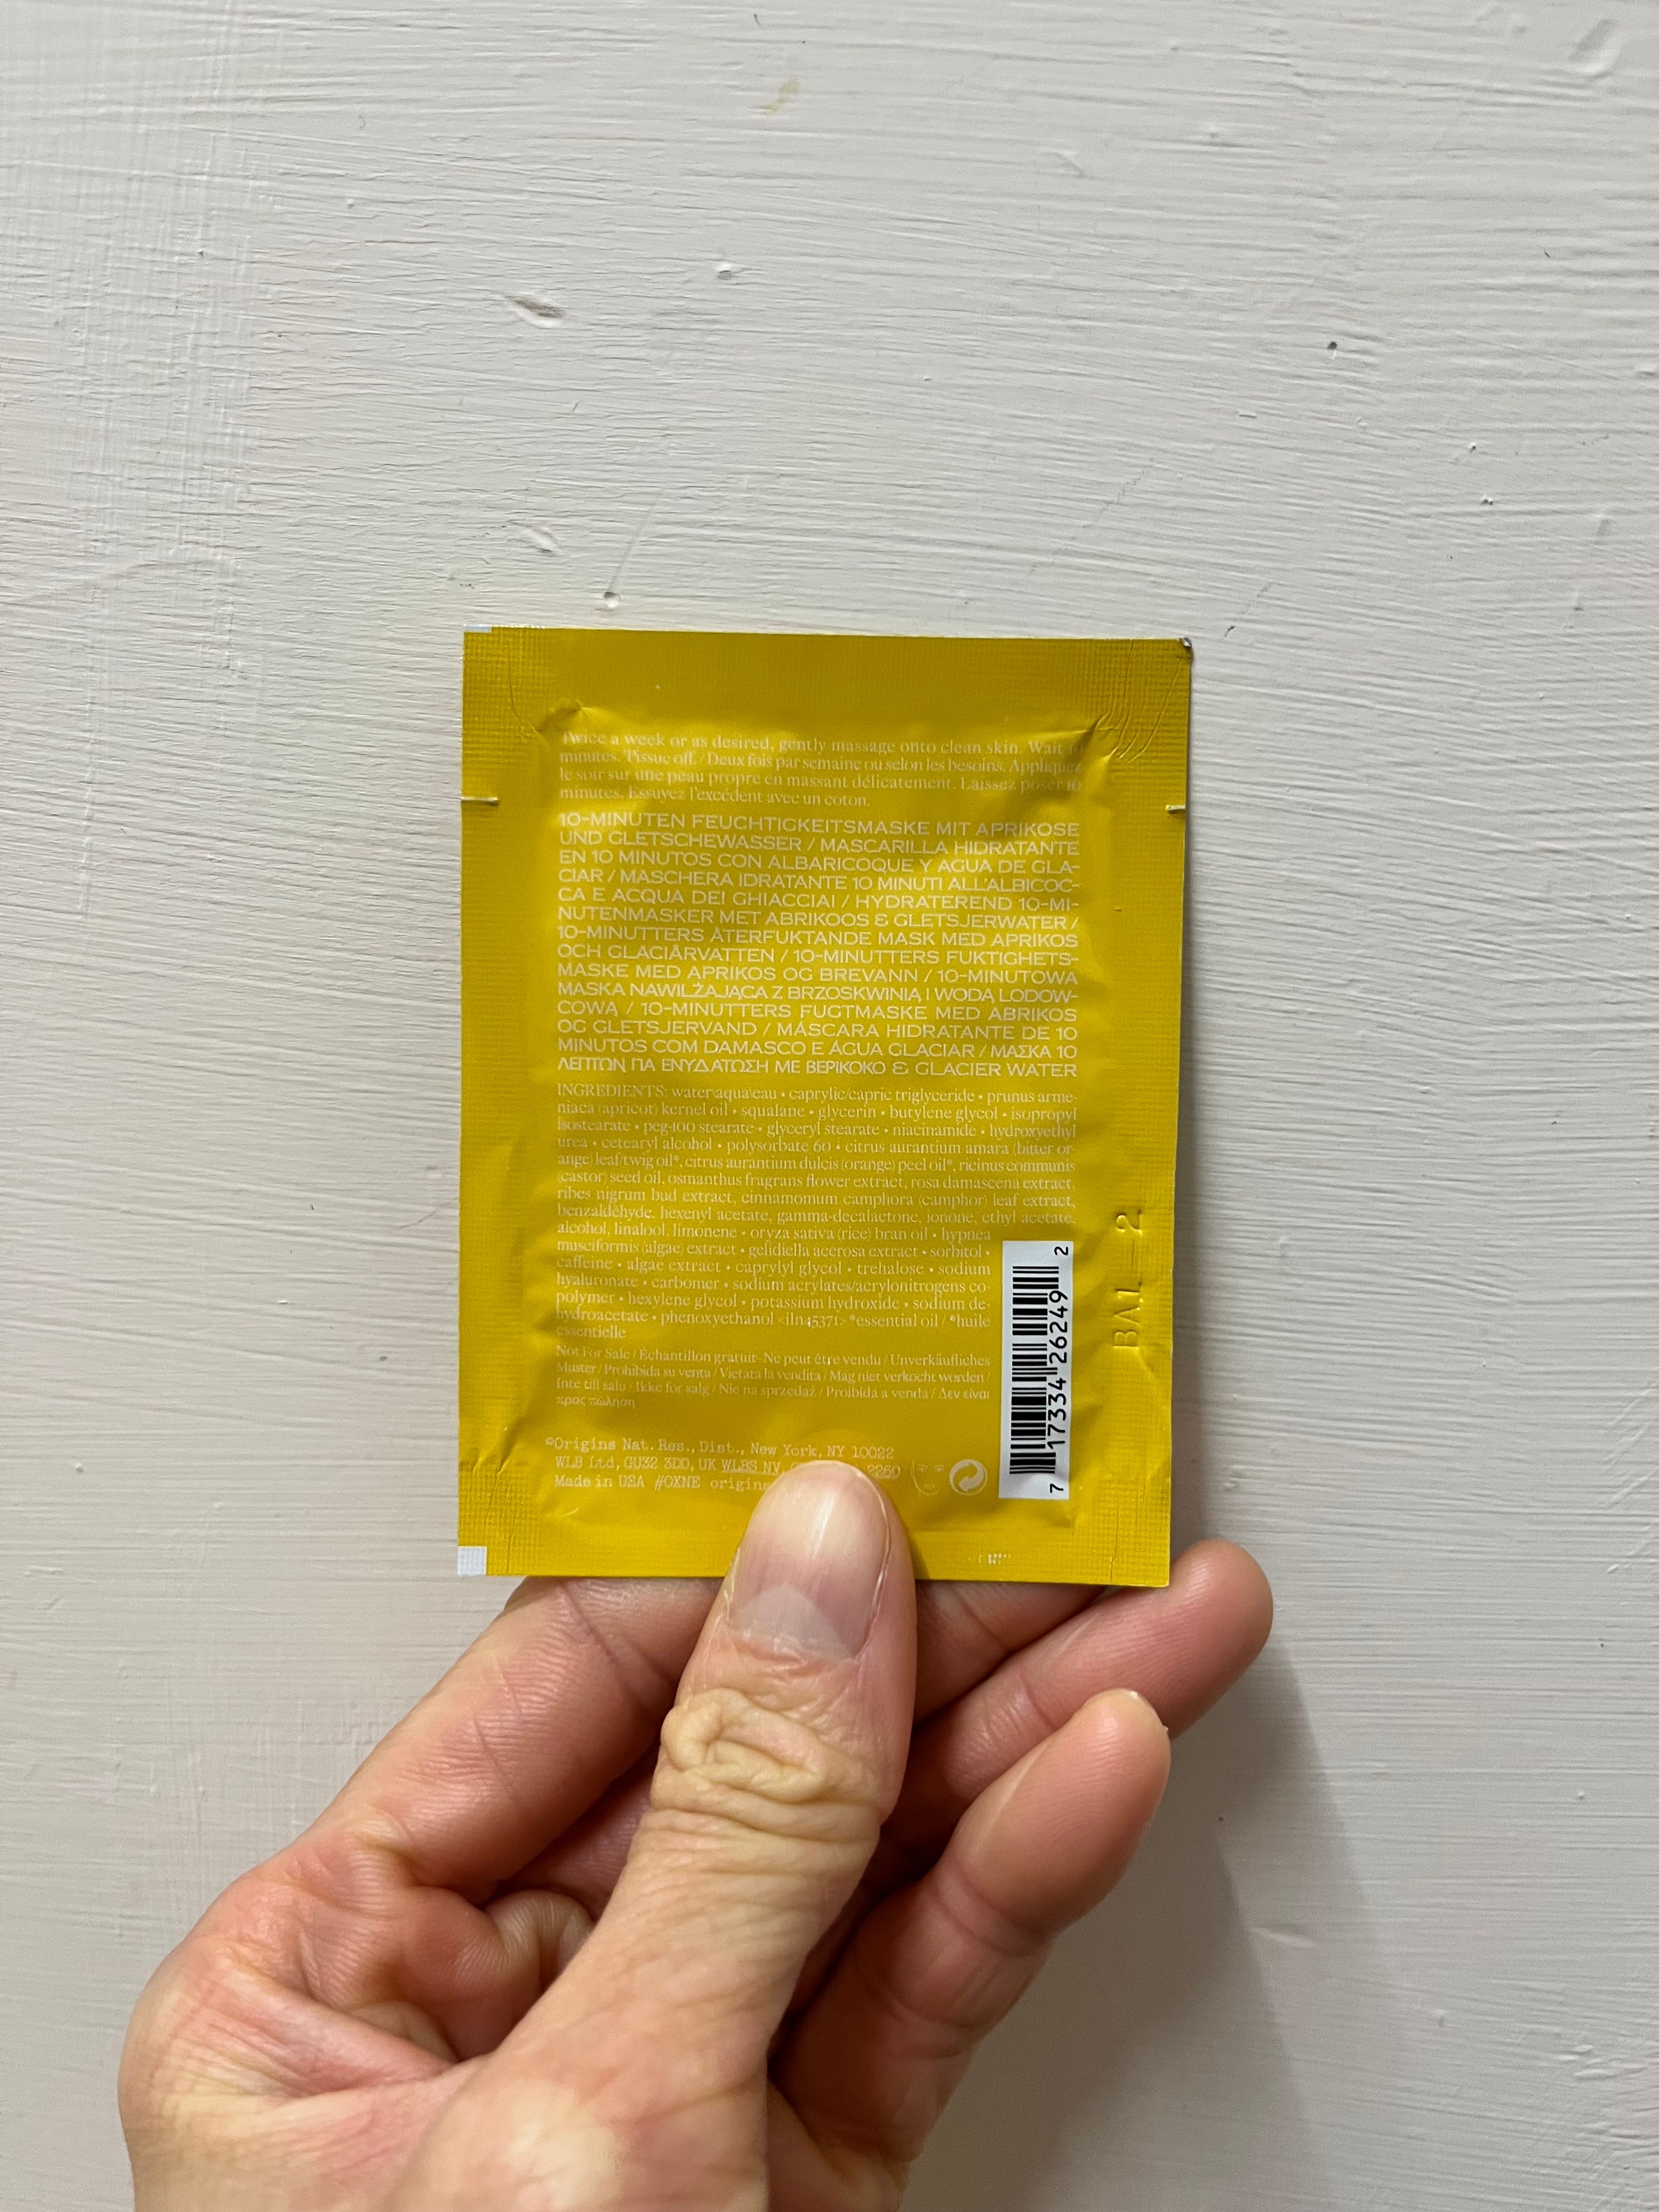 Twice a week or as desired, gently massage onto clean skin. Wait 10
minutes. Tissue off. / Deux fois par semaine ou selon les besoins. Appliquez
le soir sur une peau propre en massant délicatement. Laissez poser 10
minutes. Essuyez l'excédent avec un coton.
10-MINUTEN FEUCHTIGKEITSMASKE MIT APRIKOSE
UND GLETSCHEWASSER / MASCARILLA HIDRATANTE
EN 10 MINUTOS CON ALBARICOQUE Y AGUA DE GLA-
CIAR / MASCHERA IDRATANTE 10 MINUTI ALL'ALBICOC-
CA E ACQUA DEI GHIACCIAI / HYDRATEREND 10-MI-
NUTENMASKER MET ABRIKOOS & GLETSJERWATER /
10-MINUTTERS ÅTERFUKTANDE MASK MED APRIKOS
OCH GLACIÄRVATTEN / 10-MINUTTERS FUKTIGHETS-
MASKE MED APRIKOS OG BREVANN / 10-MINUTOWA
MASKA NAWILŻAJĄCA Z BRZOSKWINIĄ I WODĄ LODOW-
COWĄ / 10-MINUTTERS FUGTMASKE MED ABRIKOS
OG GLETSJERVAND / MÁSCARA HIDRATANTE DE 10
MINUTOS COM DAMASCO E ÁGUA GLACIAR / ΜΑΣΚΑ 10
ΛΕΠΤΩΝ ΓΙΑ ΕΝΥΔΑΤΩΣΗ ΜΕ ΒΕΡΙΚΟΚΟ & GLACIER WATER
INGREDIENTS: water\aqua\eau • caprylic/capric triglyceride • prunus arme-
niaca (apricot) kernel oil • squalane • glycerin • butylene glycol • isopropyl
isostearate • peg-100 stearate • glyceryl stearate • niacinamide • hydroxyethyl
urea • cetearyl alcohol • polysorbate 60 • citrus aurantium amara (bitter or-
ange) leaf/twig oil*, citrus aurantium dulcis (orange) peel oil*, ricinus communis
(castor) seed oil, osmanthus fragrans flower extract, rosa damascena extract,
ribes nigrum bud extract, cinnamomum camphora (camphor) leaf extract,
benzaldehyde, hexenyl acetate, gamma-decalactone, ionone, ethyl acetate,
alcohol, linalool, limonene • oryza sativa (rice) bran oil • hypnea
musciformis (algae) extract • gelidiella acerosa extract • sorbitol •
caffeine • algae extract • caprylyl glycol • trehalose • sodium
hyaluronate • carbomer • sodium acrylates/acrylonitrogens co-
polymer • hexylene glycol • potassium hydroxide • sodium de-
hydroacetate • phenoxyethanol <iln45371> *essential oil / *huile
essentielle
Not For Sale / Échantillon gratuit-Ne peut être vendu / Unverkäufliches
Muster / Prohibida su venta / Vietata la vendita / Mag niet verkocht worden /
Inte till salu / Ikke for salg / Nie na sprzedaż / Proibida a venda / Δεν είναι
προς πώληση
©Origins Nat. Res., Dist., New York, NY 10022
WLB Ltd, GU32 3DD, UK WLBS NV, 2260
Made in USA #OXNE origins
7 17334 26249 2
BA1 2